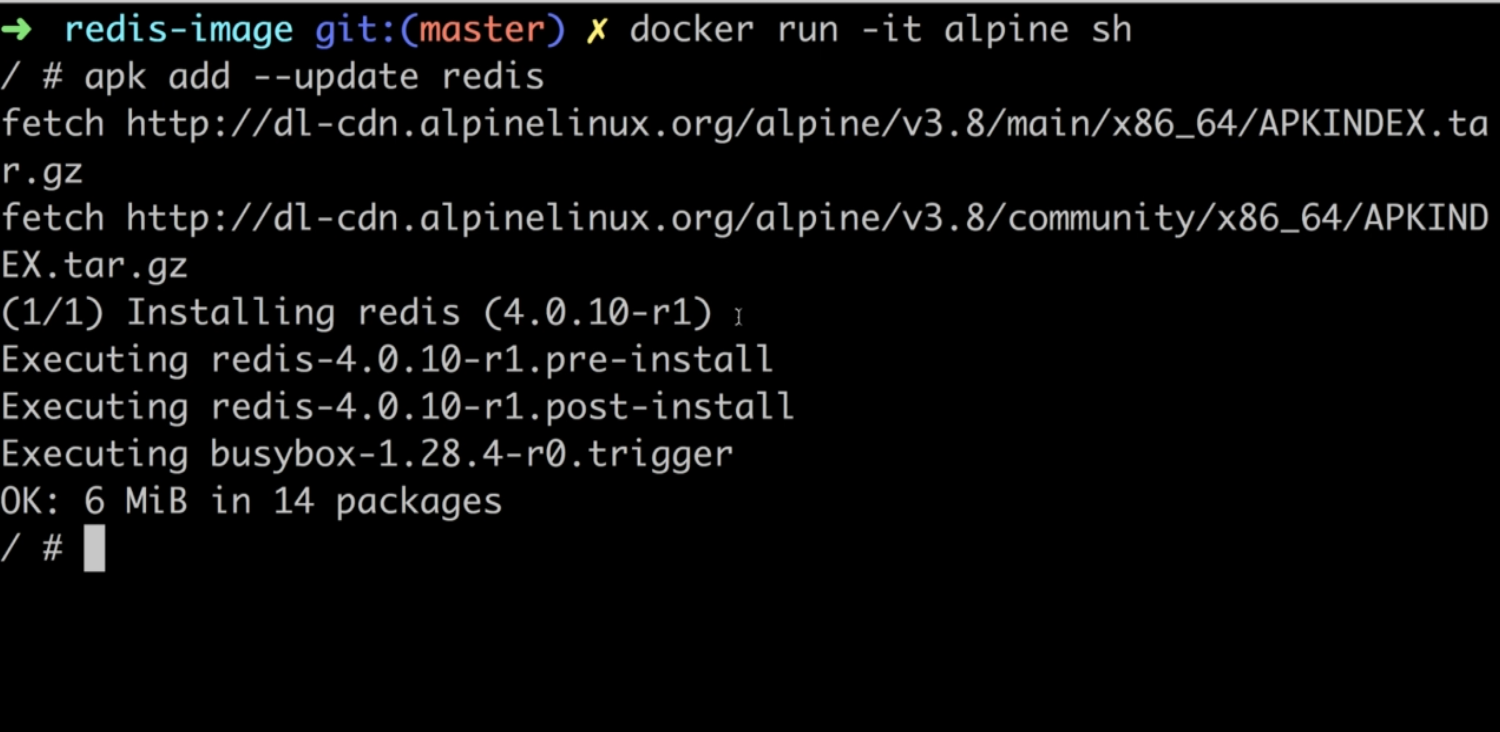 ➜ redis-image git:(master) ✗ docker run -it alpine sh
/ # apk add --update redis
fetch http://dl-cdn.alpinelinux.org/alpine/v3.8/main/x86_64/APKINDEX.ta
r.gz
fetch http://dl-cdn.alpinelinux.org/alpine/v3.8/community/x86_64/APKIND
EX.tar.gz
(1/1) Installing redis (4.0.10-r1)
Executing redis-4.0.10-r1.pre-install
Executing redis-4.0.10-r1.post-install
Executing busybox-1.28.4-r0.trigger
OK: 6 MiB in 14 packages
/ #